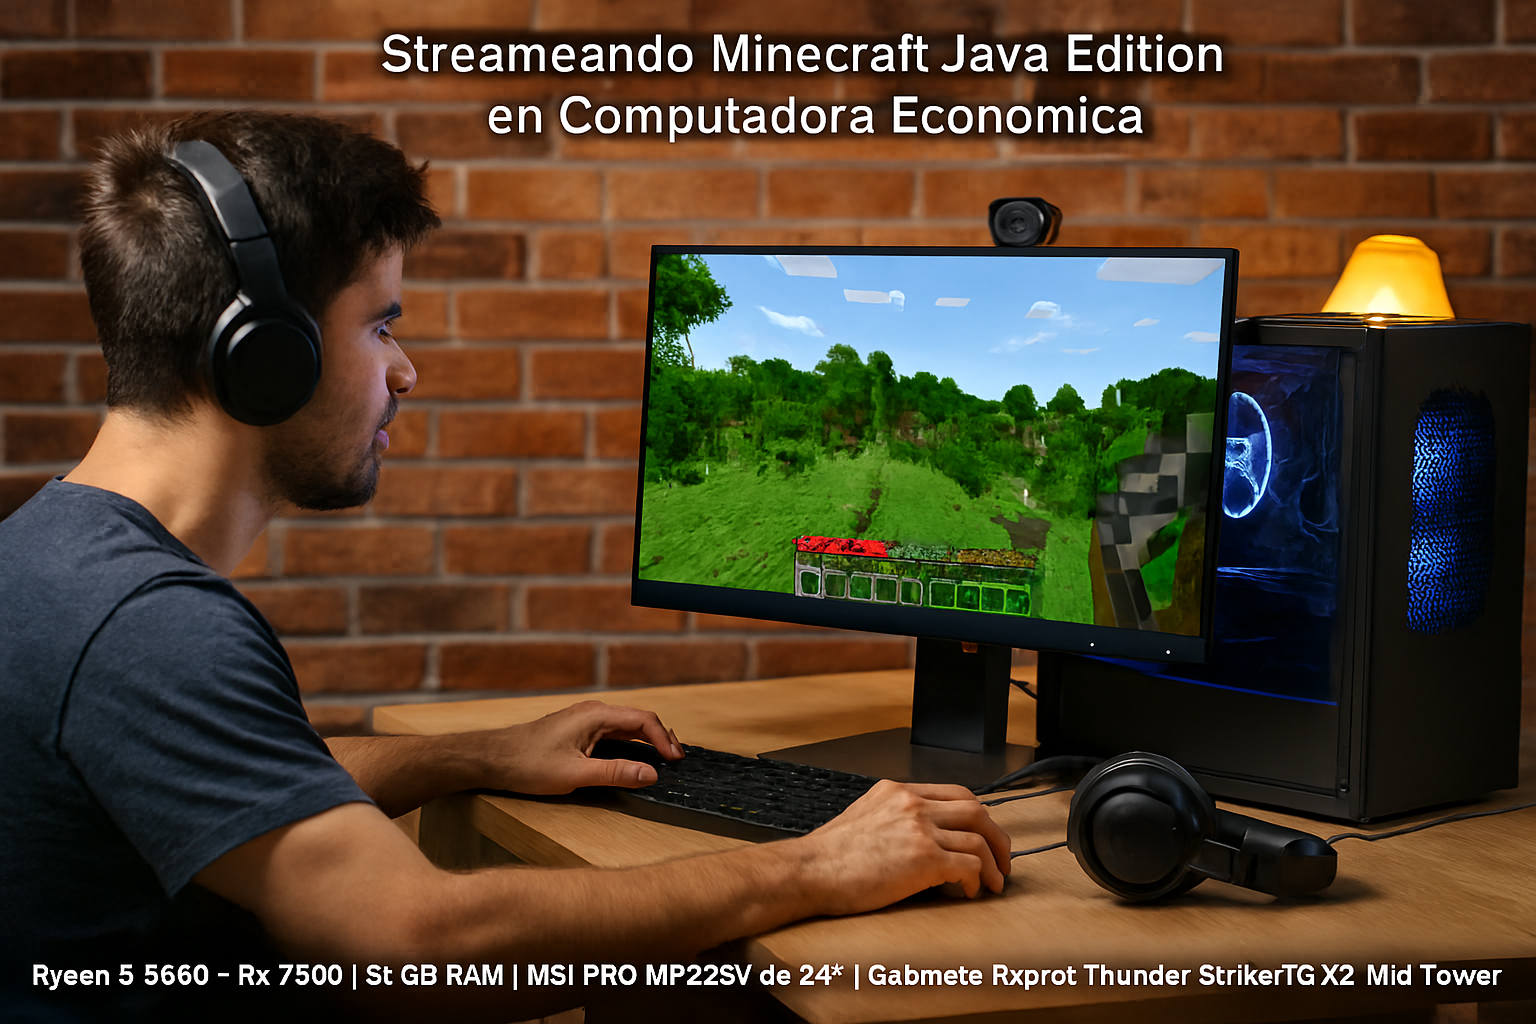 Streameando Minecraft Java Edition
en Computadora Economica
Ryeen 5 5660 - Rx 7500 | St GB RAM | MSI PRO MP22SV de 24* | Gabmete Rxprot Thunder StrikerTG X2 Mid Tower